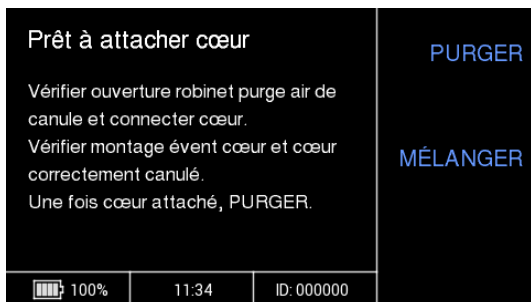 Prêt à attacher cœur
Vérifier ouverture robinet purge air de
canule et connecter cœur.
Vérifier montage évent cœur et cœur
correctement canulé.
Une fois cœur attaché, PURGER.
PURGER
MÉLANGER
100%
11:34
ID: 000000